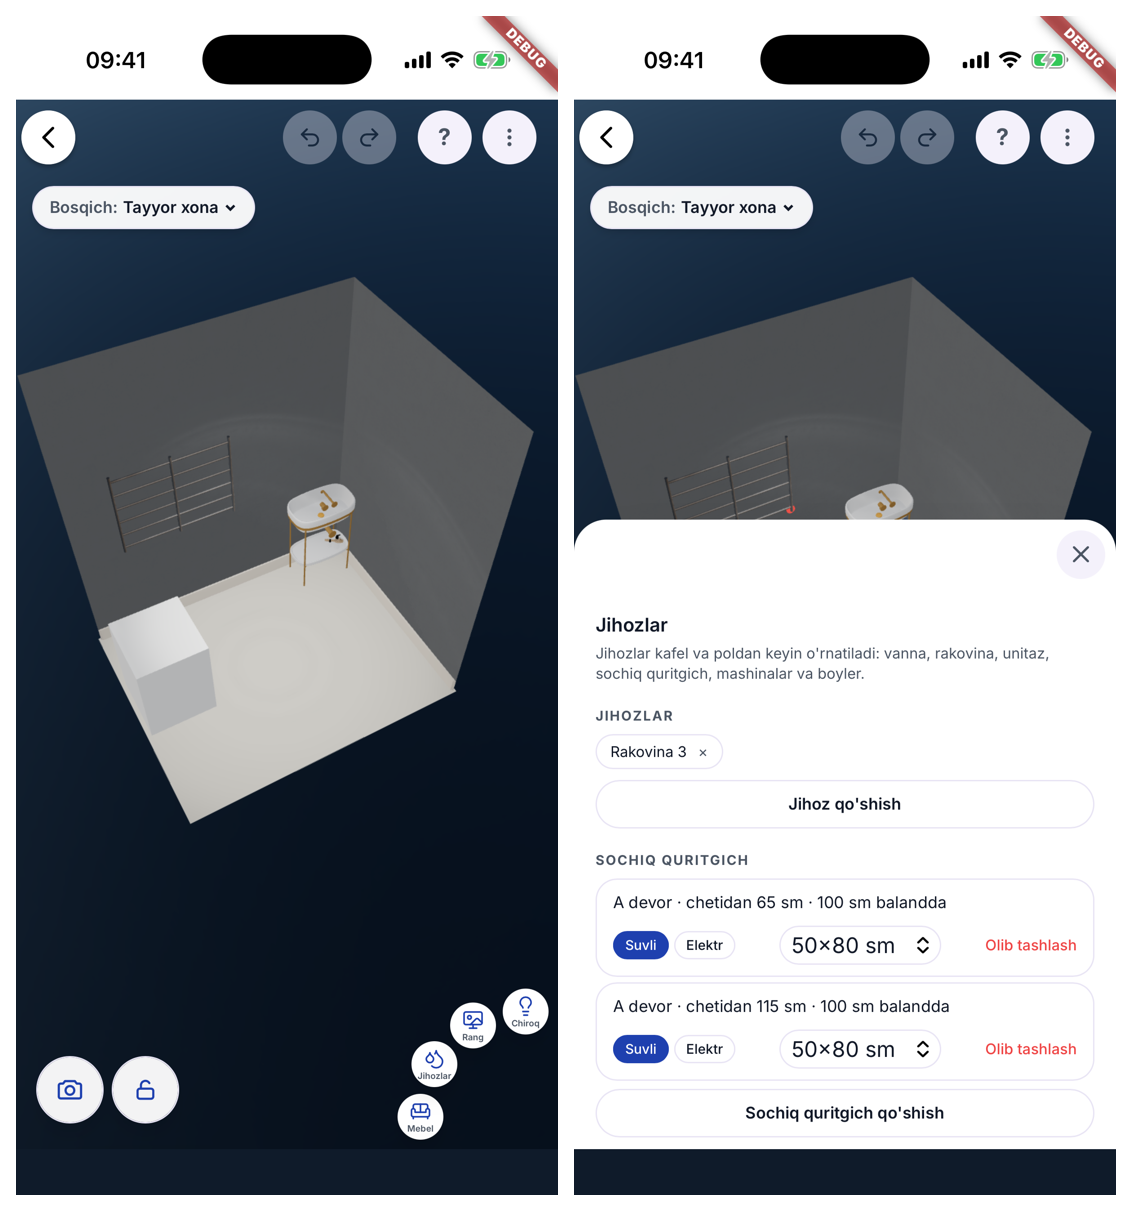 09:41
DEBUG
?
Bosqich: Tayyor xona
Chiroq
Rang
Jihozlar
Mebel
09:41
DEBUG
?
Bosqich: Tayyor xona
Jihozlar
Jihozlar kafel va poldan keyin o'rnatiladi: vanna, rakovina, unitaz,
sochiq quritgich, mashinalar va boyler.
JIHOZLAR
Rakovina 3 ×
Jihoz qo'shish
SOCHIQ QURITGICH
A devor · chetidan 65 sm · 100 sm balandda
Suvli Elektr 50×80 sm Olib tashlash
A devor · chetidan 115 sm · 100 sm balandda
Suvli Elektr 50×80 sm Olib tashlash
Sochiq quritgich qo'shish